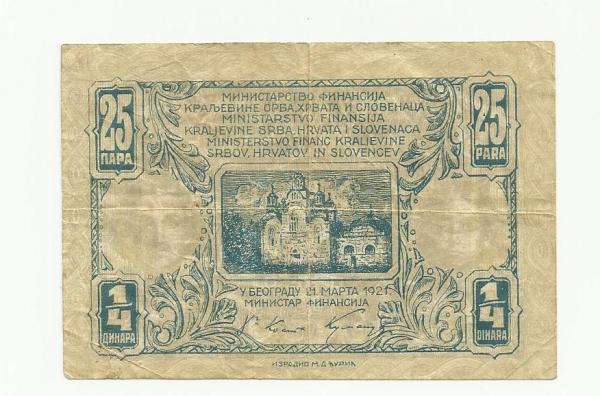 25
ПАРА
25
PARA
МИНИСТАРСТВО ФИНАНСИЈА
КРАЉЕВИНЕ СРБА, ХРВАТА И СЛОВЕНАЦА
MINISTARSTVO FINANSIJA
KRALJEVINE SRBA, HRVATA I SLOVENACA
MINISTERSTVO FINANC KRALJEVINE
SRBOV, HRVATOV IN SLOVENCEV
У БЕОГРАДУ 21. МАРТА 1921
МИНИСТАР ФИНАНСИЈА
1/4
ДИНАРА
1/4
DINARA
ИЗРАДИО М.Д. ЂУРИЋ